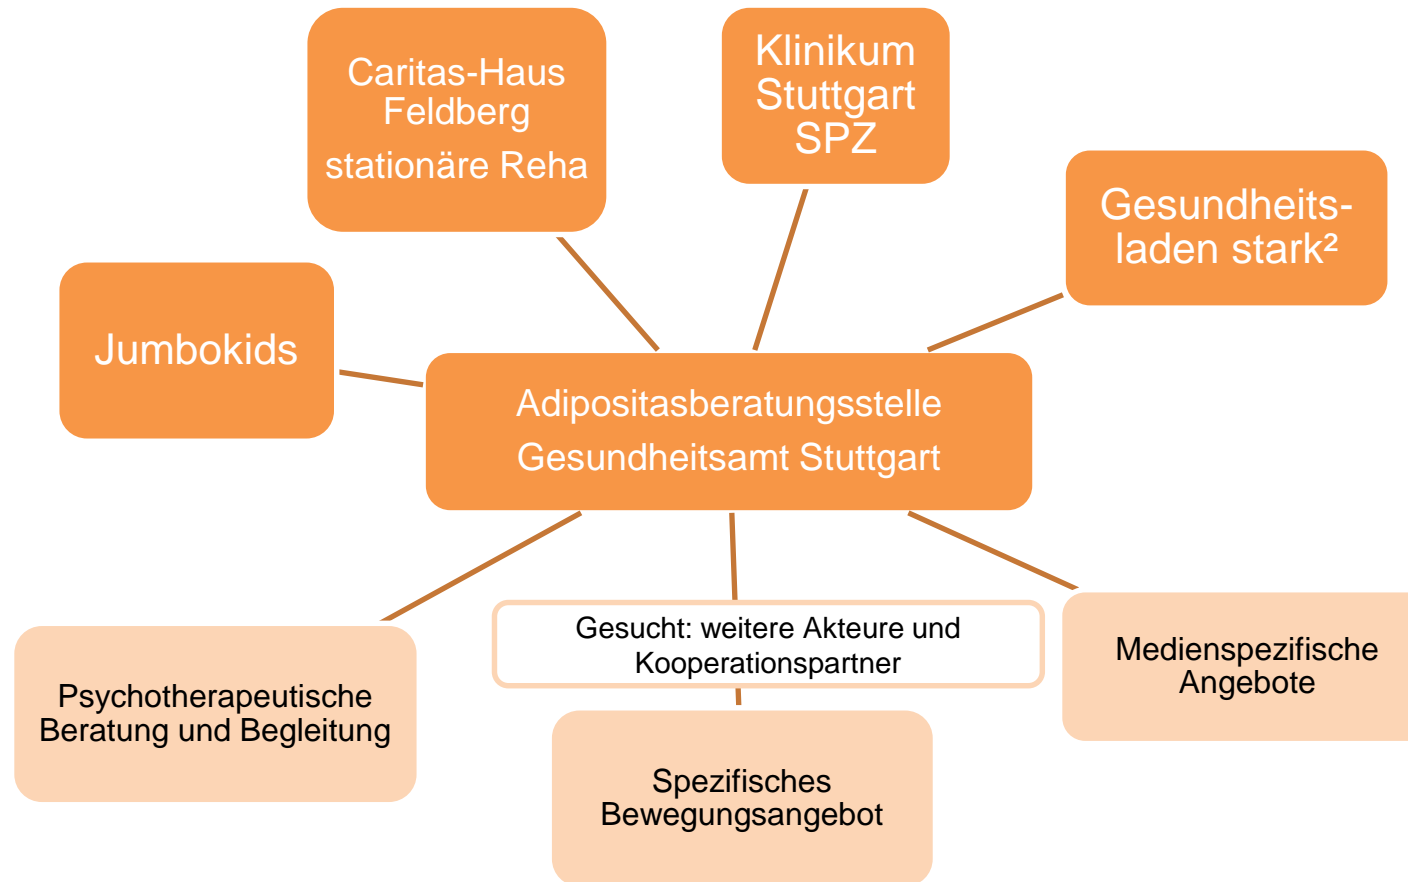 Caritas-Haus
Feldberg
stationäre Reha
Klinikum
Stuttgart
SPZ
Gesundheits-
laden stark²
Jumbokids
Adipositasberatungsstelle
Gesundheitsamt Stuttgart
Gesucht: weitere Akteure und
Kooperationspartner
Psychotherapeutische
Beratung und Begleitung
Spezifisches
Bewegungsangebot
Medienspezifische
Angebote